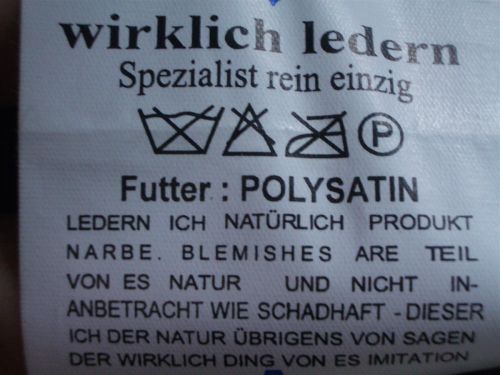 wirklich ledern
Spezialist rein einzig
P
Futter : POLYSATIN
LEDERN ICH NATÜRLICH PRODUKT
NARBE. BLEMISHES ARE TEIL
VON ES NATUR UND NICHT IN-
ANBETRACHT WIE SCHADHAFT - DIESER
ICH DER NATUR ÜBRIGENS VON SAGEN
DER WIRKLICH DING VON ES IMITATION